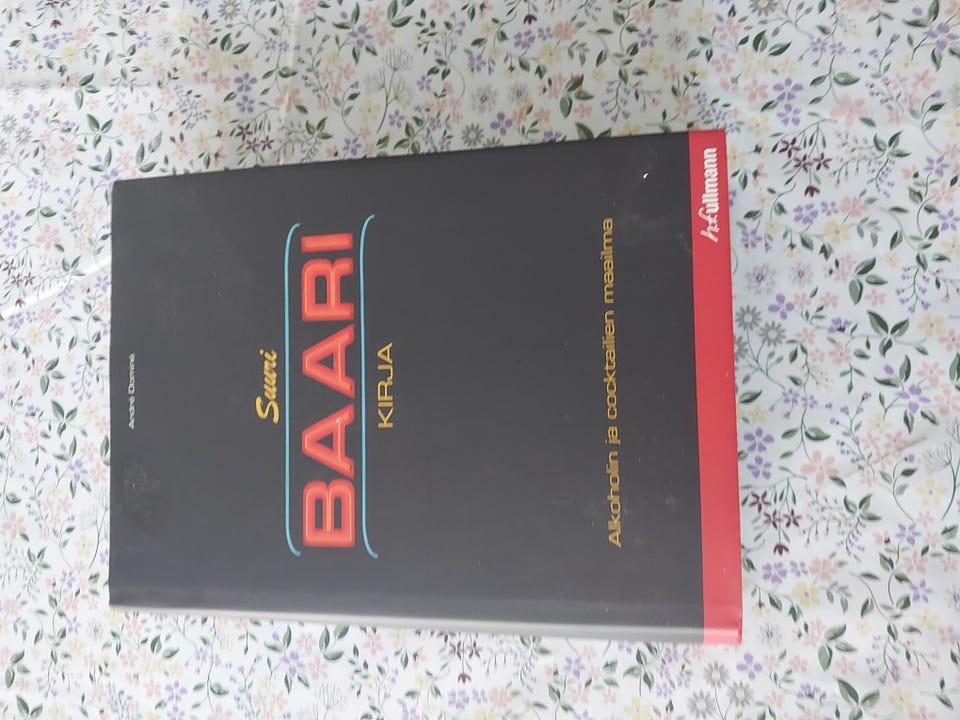 André Dominé
Suuri
BAARI
KIRJA
Alkoholin ja cocktailien maailma
h.f.ullmann